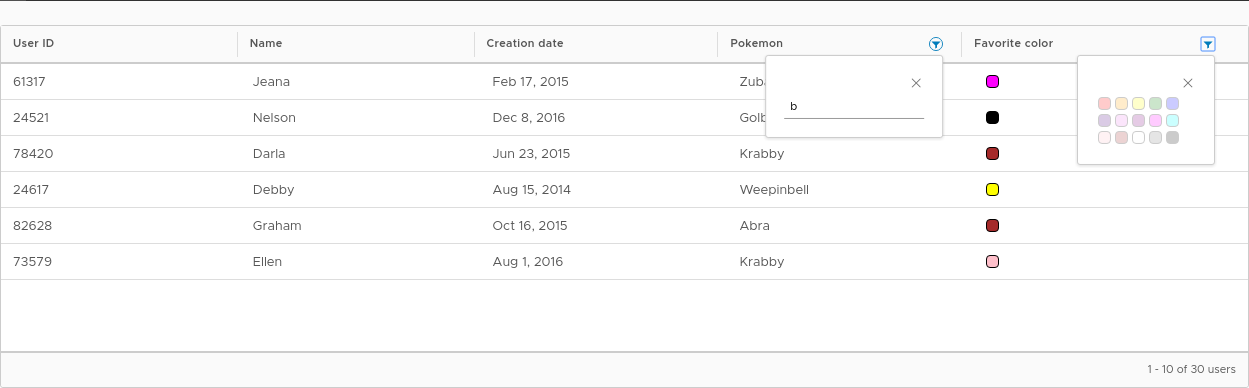 User ID Name Creation date Pokemon Favorite color
61317 Jeana Feb 17, 2015
b
24521 Nelson Dec 8, 2016
78420 Darla Jun 23, 2015 Krabby
24617 Debby Aug 15, 2014 Weepinbell
82628 Graham Oct 16, 2015 Abra
73579 Ellen Aug 1, 2016 Krabby
1 - 10 of 30 users